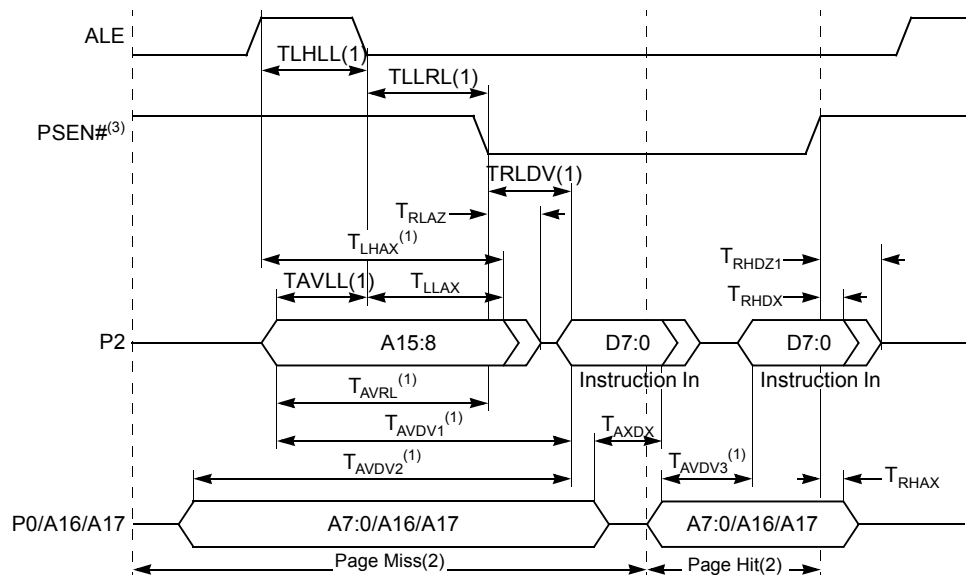 ALE
TLHLL(1)
TLLRL(1)
PSEN#(3)
TRLDV(1)
TRLAZ
TLHAX(1)
TRHDZ1
TAVLL(1)
TLLAX
TRHDX
P2
A15:8
D7:0
D7:0
Instruction In
Instruction In
TAVRL(1)
TAVDV1(1)
TAXDX
TAVDV2(1)
TAVDV3(1)
TRHAX
P0/A16/A17
A7:0/A16/A17
A7:0/A16/A17
Page Miss(2)
Page Hit(2)